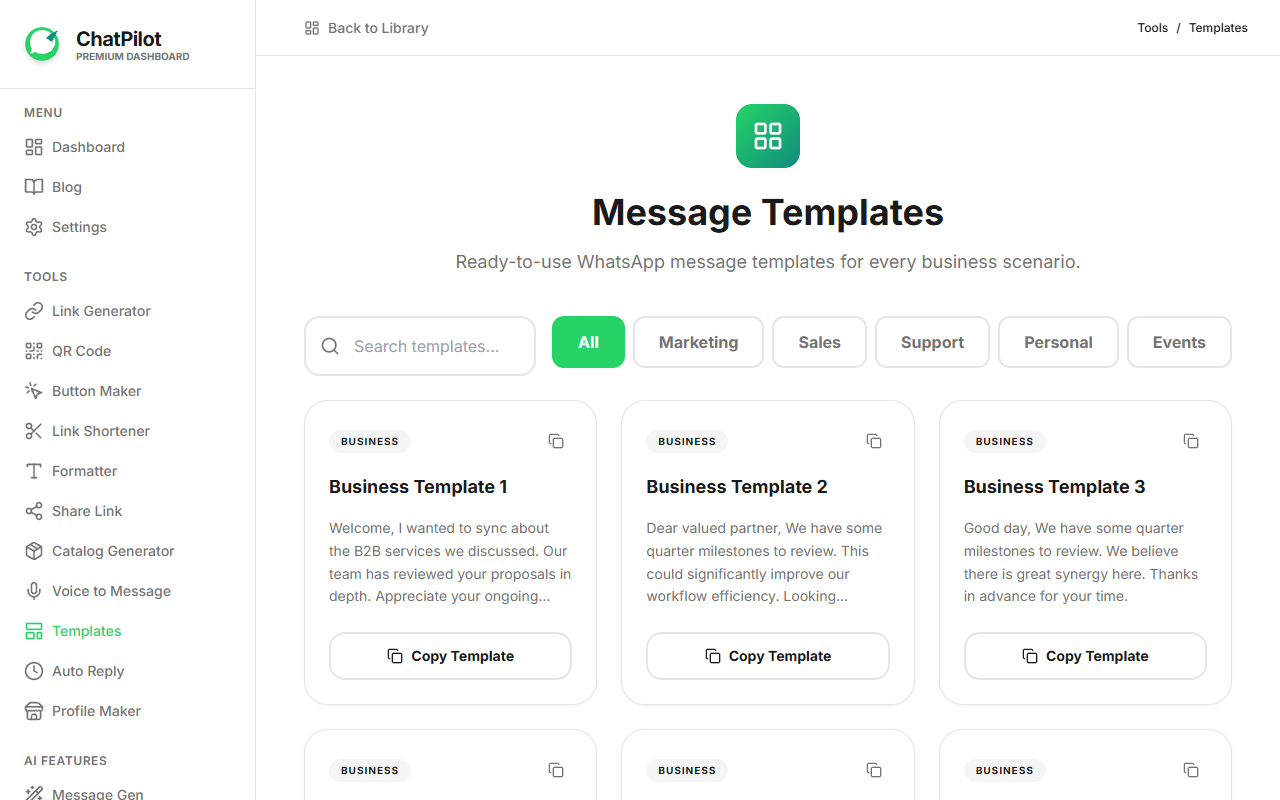 ChatPilot
PREMIUM DASHBOARD
MENU
Dashboard
Blog
Settings
TOOLS
Link Generator
QR Code
Button Maker
Link Shortener
Formatter
Share Link
Catalog Generator
Voice to Message
Templates
Auto Reply
Profile Maker
AI FEATURES
Message Gen
Back to Library
Tools / Templates
Message Templates
Ready-to-use WhatsApp message templates for every business scenario.
Search templates...
All
Marketing
Sales
Support
Personal
Events
BUSINESS
Business Template 1
Welcome, I wanted to sync about
the B2B services we discussed. Our
team has reviewed your proposals in
depth. Appreciate your ongoing...
Copy Template
BUSINESS
Business Template 2
Dear valued partner, We have some
quarter milestones to review. This
could significantly improve our
workflow efficiency. Looking...
Copy Template
BUSINESS
Business Template 3
Good day, We have some quarter
milestones to review. We believe
there is great synergy here. Thanks
in advance for your time.
Copy Template
BUSINESS
BUSINESS
BUSINESS